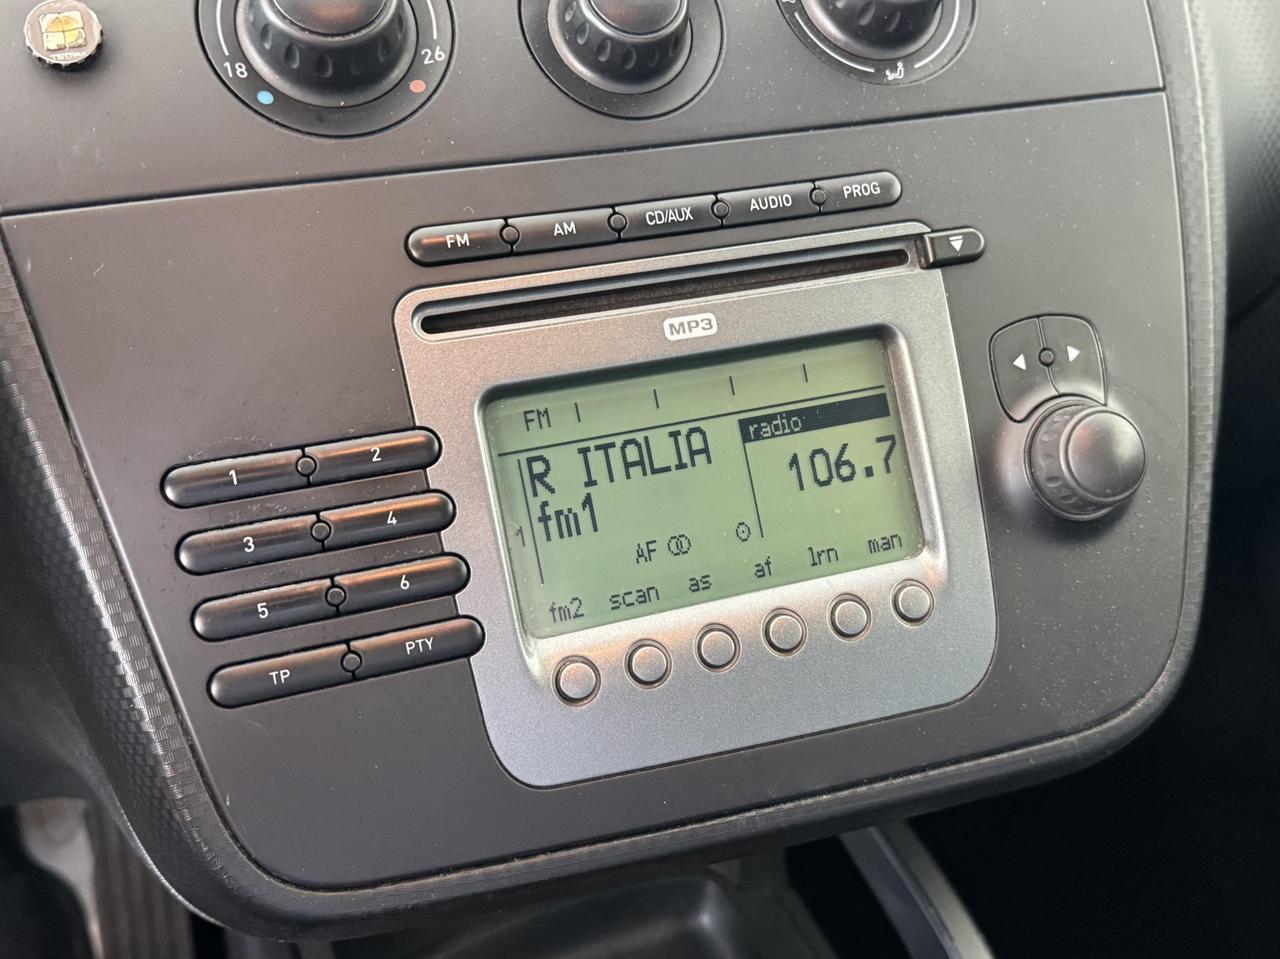 18
26
FM
AM
CD/AUX
AUDIO
PROG
MP3
FM
radio
R ITALIA
106.7
fm1
1
AF
fm2 scan as af lrn man
1
2
3
4
5
6
TP
PTY